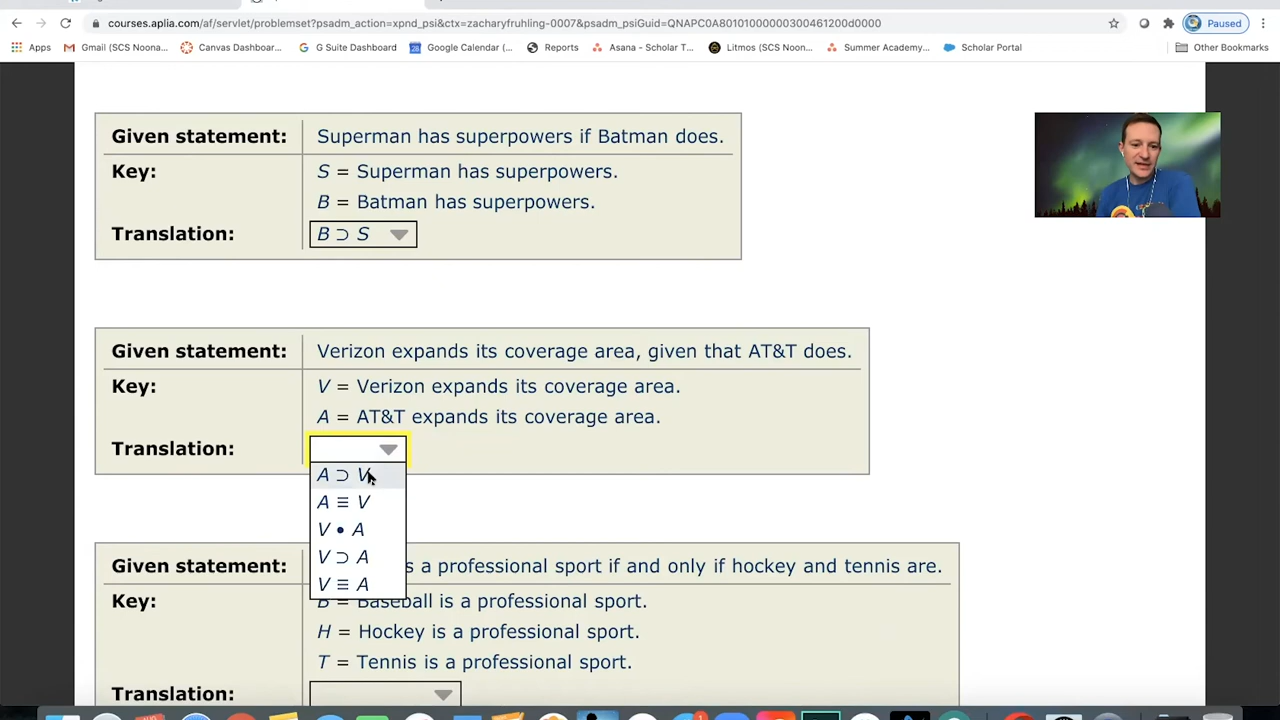 courses.aplia.com/af/servlet/problemset?psadm_action=xpnd_psi&ctx=zacharyfruhling-0007&psadm_psiGuid=QNAPC0A80101000000300461200d0000
Paused
Apps
Gmail (SCS Noona...
Canvas Dashboar...
G Suite Dashboard
Google Calendar (...
Reports
Asana - Scholar T...
Litmos (SCS Noon...
Summer Academy...
Scholar Portal
Other Bookmarks
Given statement: Superman has superpowers if Batman does.
Key: S = Superman has superpowers.
B = Batman has superpowers.
Translation: B ⊃ S
Given statement: Verizon expands its coverage area, given that AT&T does.
Key: V = Verizon expands its coverage area.
A = AT&T expands its coverage area.
Translation:
A ⊃ V
A ≡ V
V • A
V ⊃ A
V ≡ A
Given statement: s a professional sport if and only if hockey and tennis are.
Key: B = Baseball is a professional sport.
H = Hockey is a professional sport.
T = Tennis is a professional sport.
Translation: